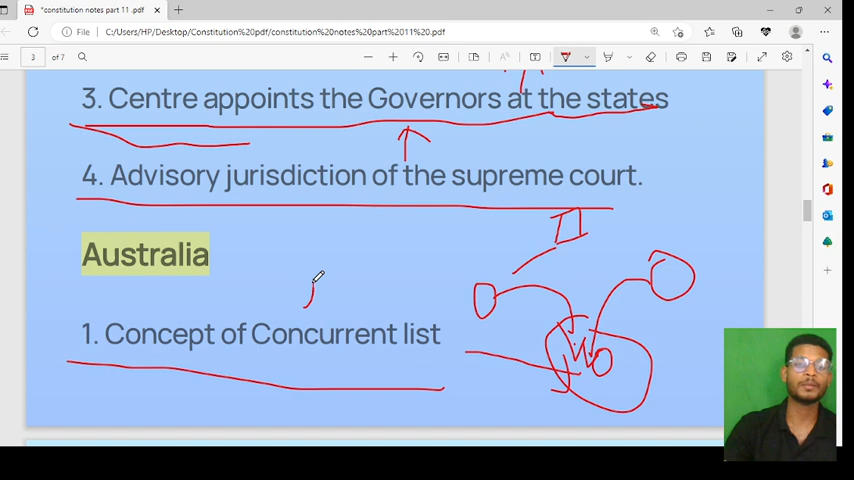 *constitution notes part 11 .pdf
File
C:/Users/HP/Desktop/Constitution%20pdf/constitution%20notes%20part%2011%20.pdf
3 of 7
3. Centre appoints the Governors at the states
4. Advisory jurisdiction of the supreme court.
Australia
1. Concept of Concurrent list